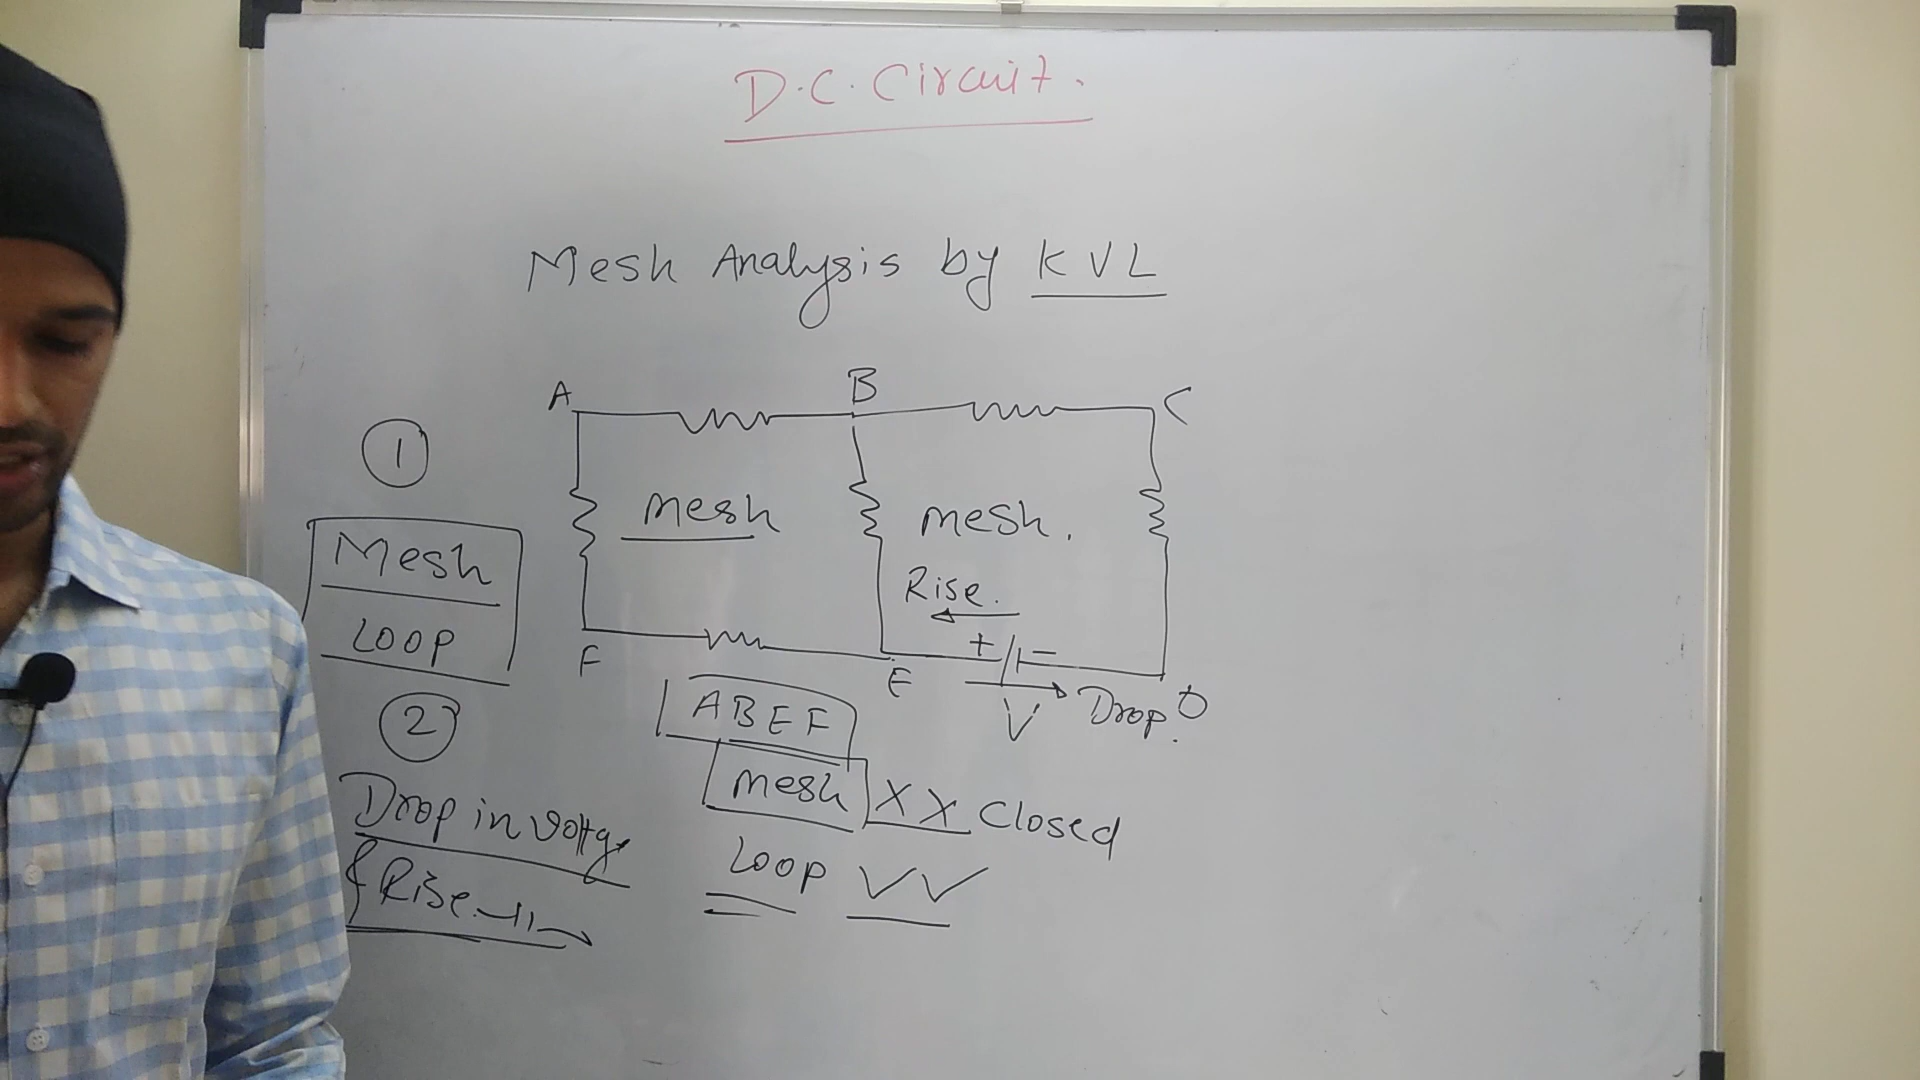 D.C. Circuit.
Mesh Analysis by KVL
A
B
C
1
mesh
mesh.
Mesh
Loop
Rise.
+
-
F
E
V
Drop.
D
2
ABEF
mesh XX Closed
Loop
Drop in
Rise